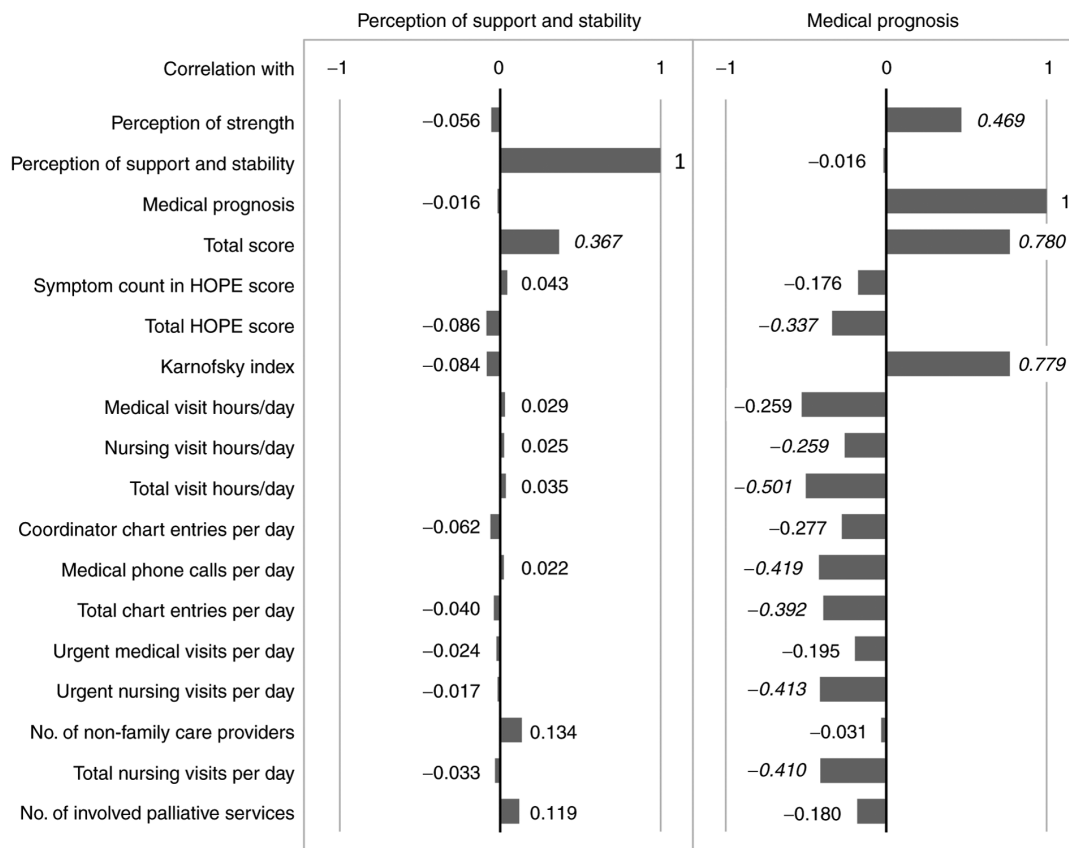 Perception of support and stability Medical prognosis
Correlation with −1 0 1 −1 0 1
Perception of strength −0.056 0.469
Perception of support and stability 1 −0.016
Medical prognosis −0.016 1
Total score 0.367 0.780
Symptom count in HOPE score 0.043 −0.176
Total HOPE score −0.086 −0.337
Karnofsky index −0.084 0.779
Medical visit hours/day 0.029 −0.259
Nursing visit hours/day 0.025 −0.259
Total visit hours/day 0.035 −0.501
Coordinator chart entries per day −0.062 −0.277
Medical phone calls per day 0.022 −0.419
Total chart entries per day −0.040 −0.392
Urgent medical visits per day −0.024 −0.195
Urgent nursing visits per day −0.017 −0.413
No. of non-family care providers 0.134 −0.031
Total nursing visits per day −0.033 −0.410
No. of involved palliative services 0.119 −0.180